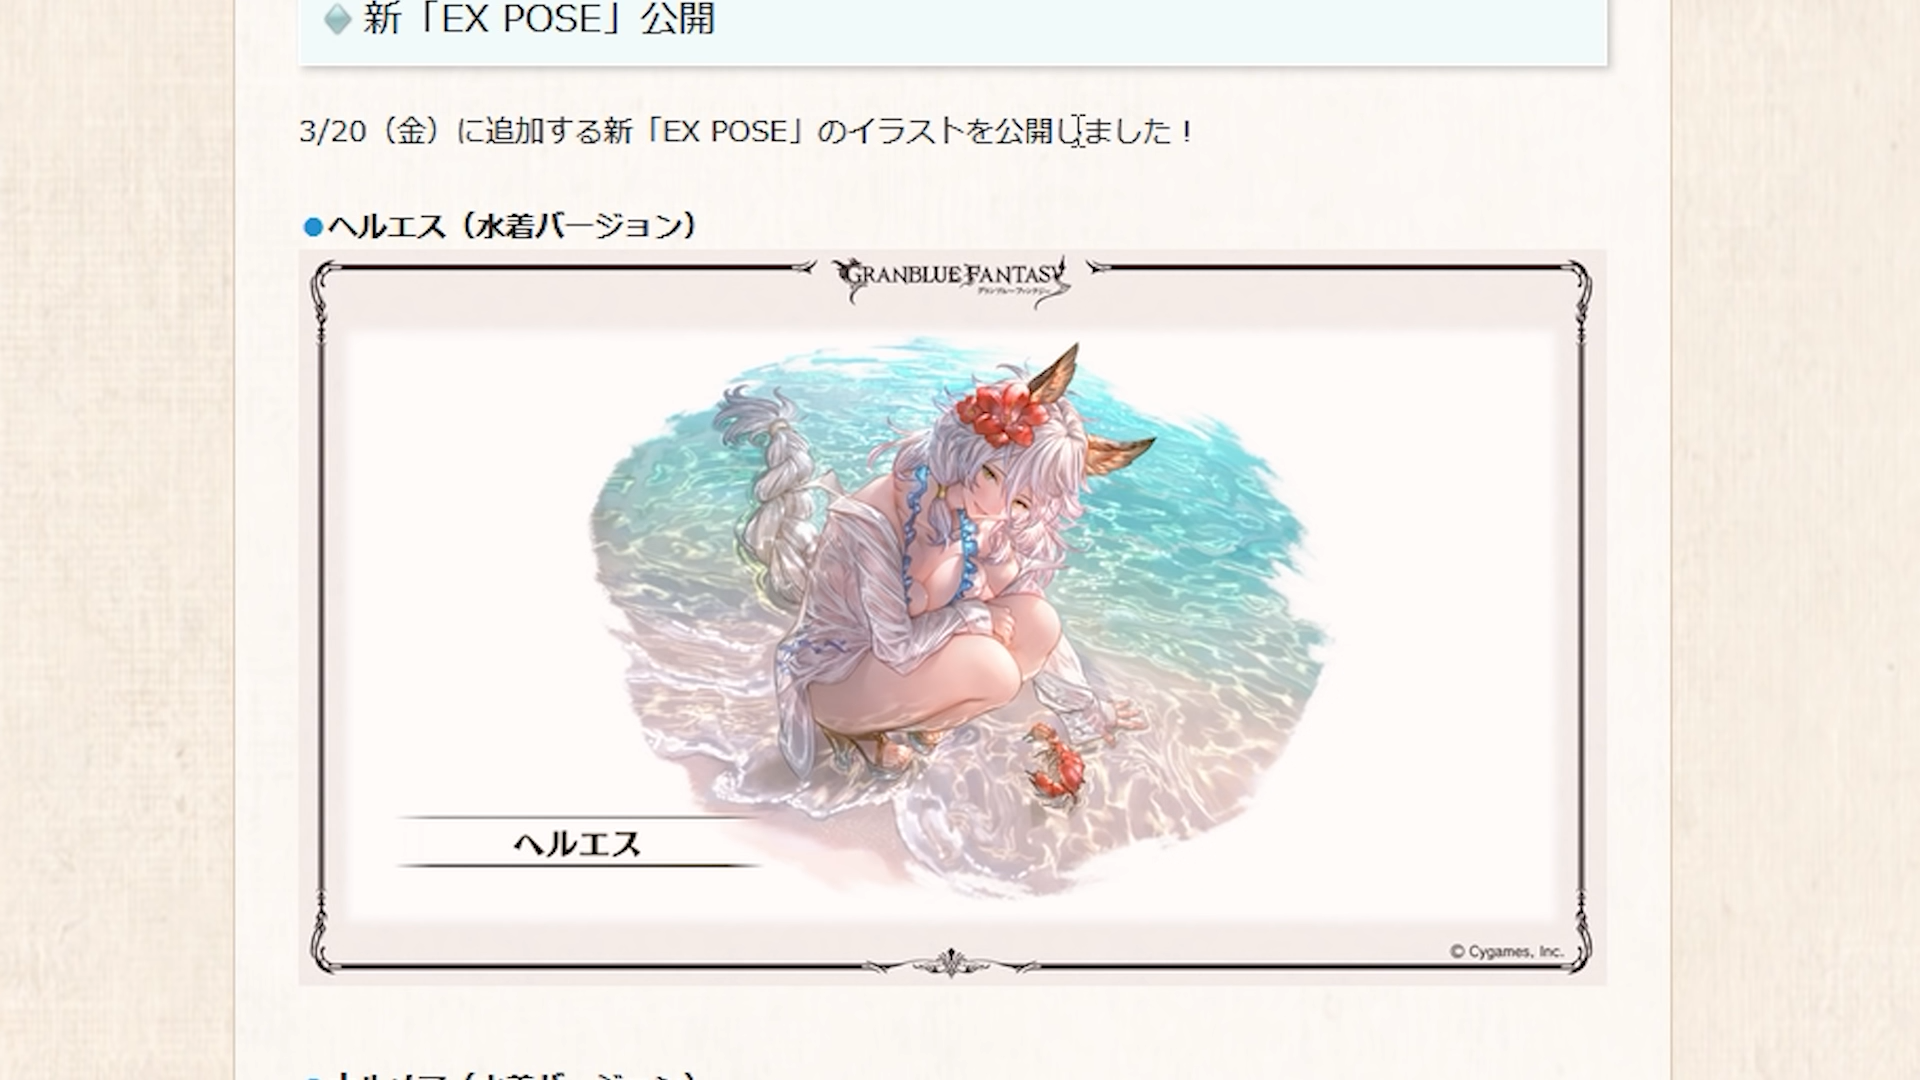 新「EX POSE」公開
3/20（金）に追加する新「EX POSE」のイラストを公開しました！
●ヘルエス（水着バージョン）
GRANBLUE FANTASY
グランブルーファンタジー
ヘルエス
© Cygames, Inc.